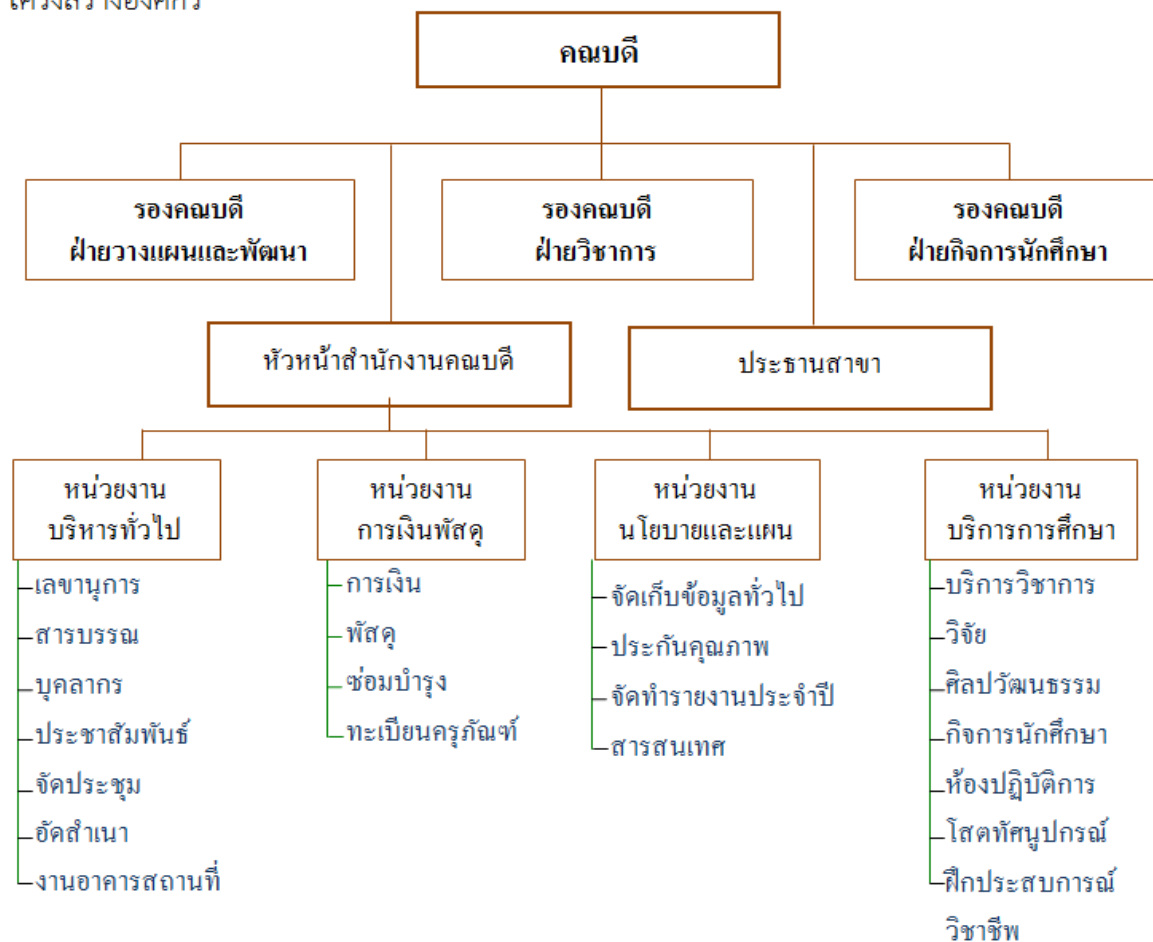 คณบดี
รองคณบดี
ฝ่ายวางแผนและพัฒนา
รองคณบดี
ฝ่ายวิชาการ
รองคณบดี
ฝ่ายกิจการนักศึกษา
หัวหน้าสำนักงานคณบดี
ประธานสาขา
หน่วยงาน
บริหารทั่วไป
เลขานุการ
สารบรรณ
บุคลากร
ประชาสัมพันธ์
จัดประชุม
อัดสำเนา
งานอาคารสถานที่
หน่วยงาน
การเงินพัสดุ
การเงิน
พัสดุ
ซ่อมบำรุง
ทะเบียนครุภัณฑ์
หน่วยงาน
นโยบายและแผน
จัดเก็บข้อมูลทั่วไป
ประกันคุณภาพ
จัดทำรายงานประจำปี
สารสนเทศ
หน่วยงาน
บริการการศึกษา
บริการวิชาการ
วิจัย
ศิลปวัฒนธรรม
กิจการนักศึกษา
ห้องปฏิบัติการ
โสตทัศนูปกรณ์
ฝึกประสบการณ์
วิชาชีพ